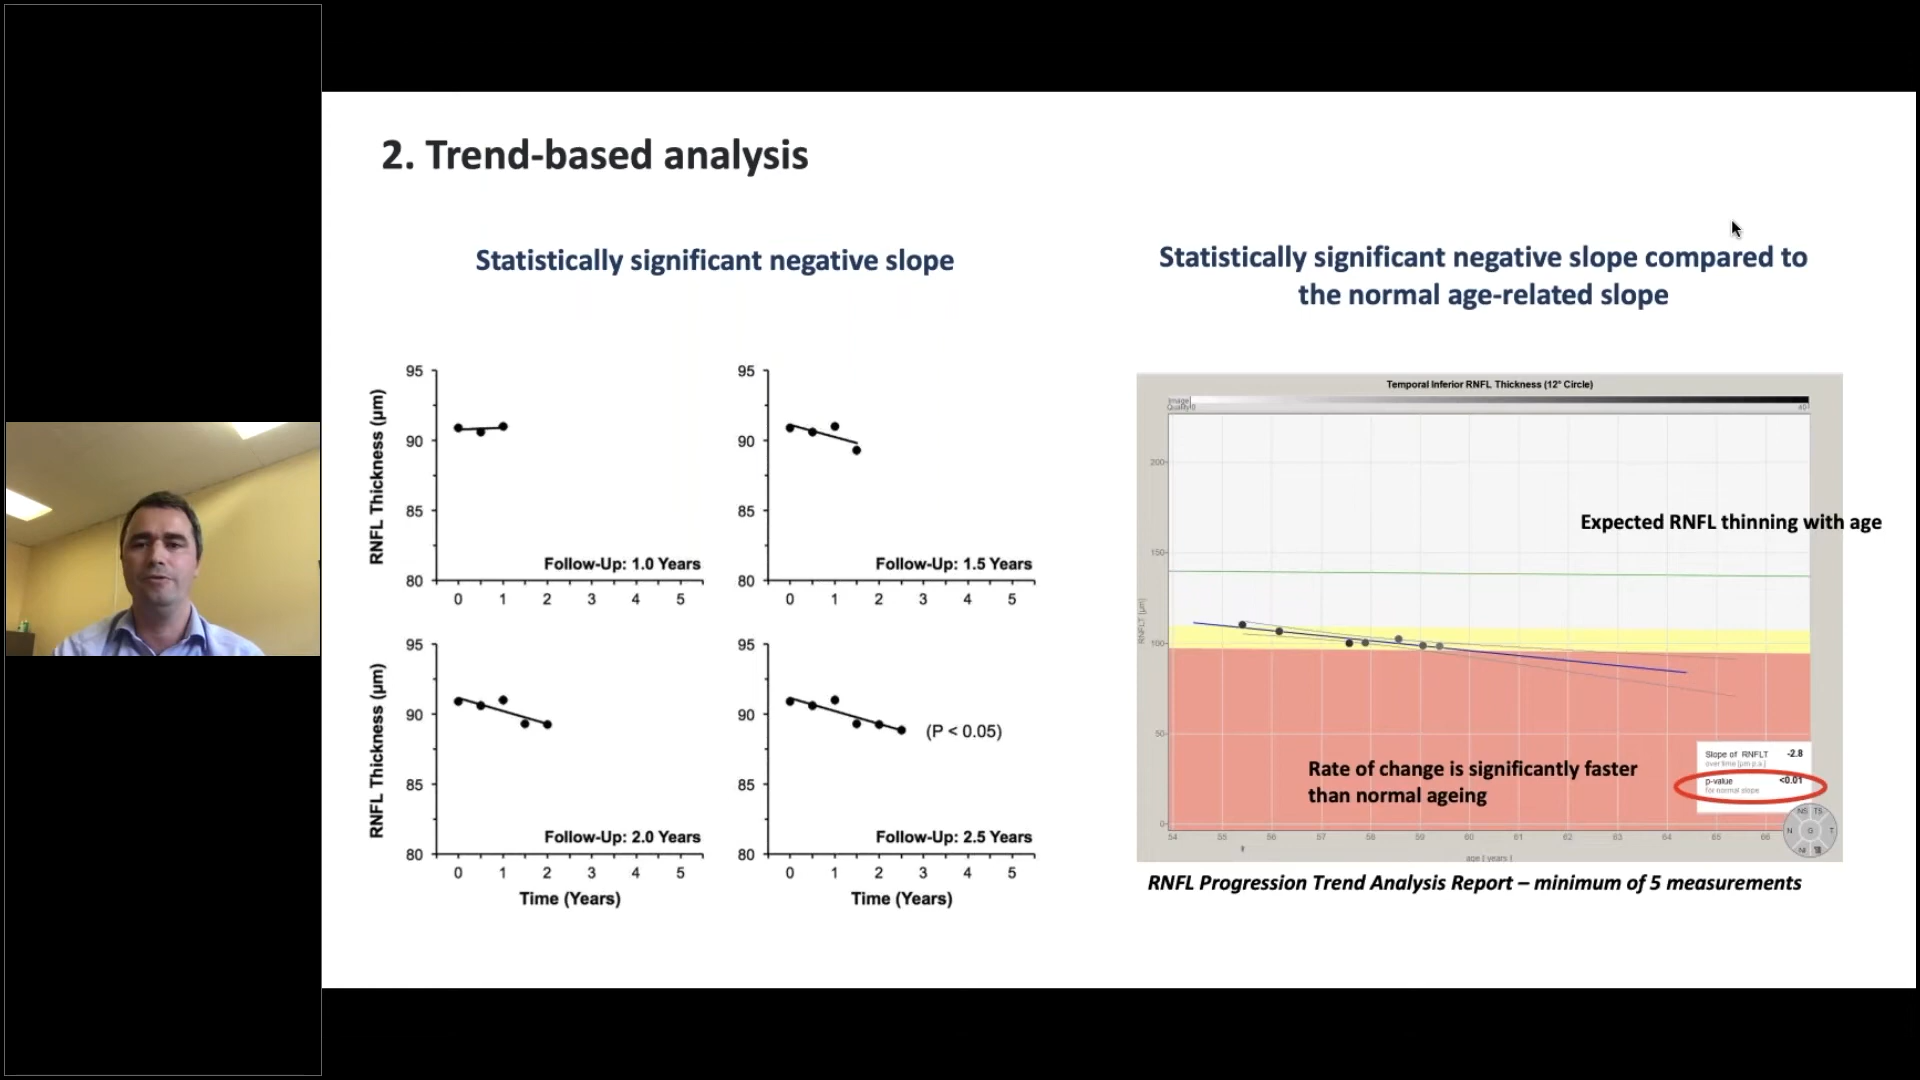 2. Trend-based analysis
Statistically significant negative slope
95
90
85
80
RNFL Thickness (µm)
Follow-Up: 1.0 Years
0 1 2 3 4 5
95
90
85
80
Follow-Up: 1.5 Years
0 1 2 3 4 5
95
90
85
80
RNFL Thickness (µm)
Follow-Up: 2.0 Years
0 1 2 3 4 5
Time (Years)
95
90
85
80
(P < 0.05)
Follow-Up: 2.5 Years
0 1 2 3 4 5
Time (Years)
Statistically significant negative slope compared to
the normal age-related slope
Temporal Inferior RNFL Thickness (12° Circle)
Image
Quality 0
40
200
150
100
50
0
RNFLT [µm]
Expected RNFL thinning with age
Rate of change is significantly faster
than normal ageing
Slope of RNFLT -2.8
over time [µm p.a.]
p-value <0.01
for normal slope
54 55 56 57 58 59 60 61 62 63 64 65 66
age [ years ]
NS TS
N G T
NI
RNFL Progression Trend Analysis Report – minimum of 5 measurements